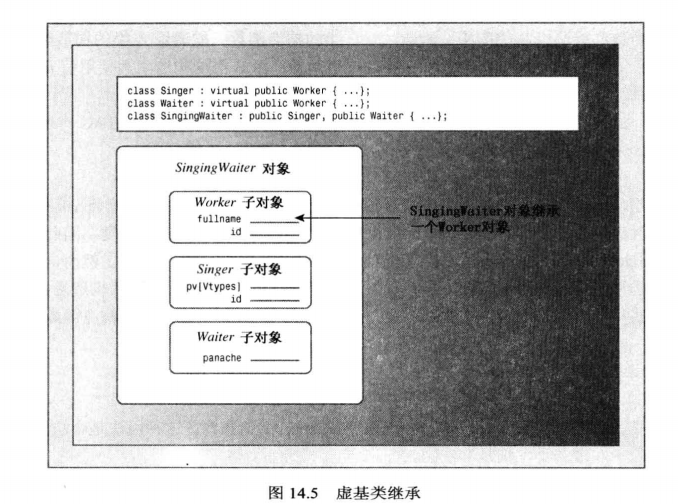 class Singer : virtual public Worker { ...};
class Waiter : virtual public Worker { ...};
class SingingWaiter : public Singer, public Waiter { ...};
SingingWaiter 对象
Worker 子对象
fullname
id
SingingWaiter对象继承
一个Worker对象
Singer 子对象
pv[Vtypes]
id
Waiter 子对象
panache
图 14.5 虚基类继承